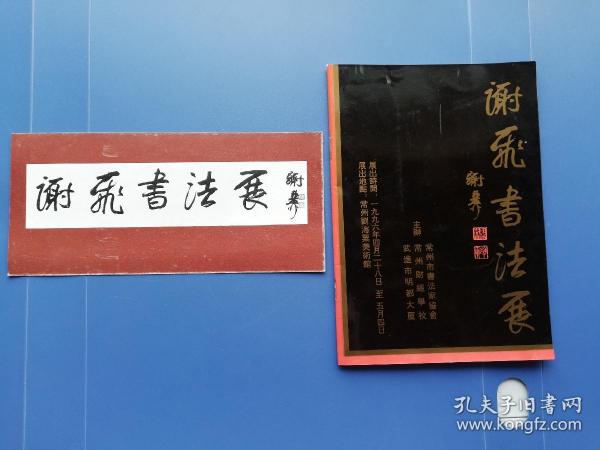 谢飛書法展
谢飛書法展
展出時間：一九九六年四月二十八日至五月四日
展出地點：常州劉海粟美術館
主辦
常州市書法家協會
常州財經學校
武進市明都大厦
孔夫子旧书网
www.kongfz.com